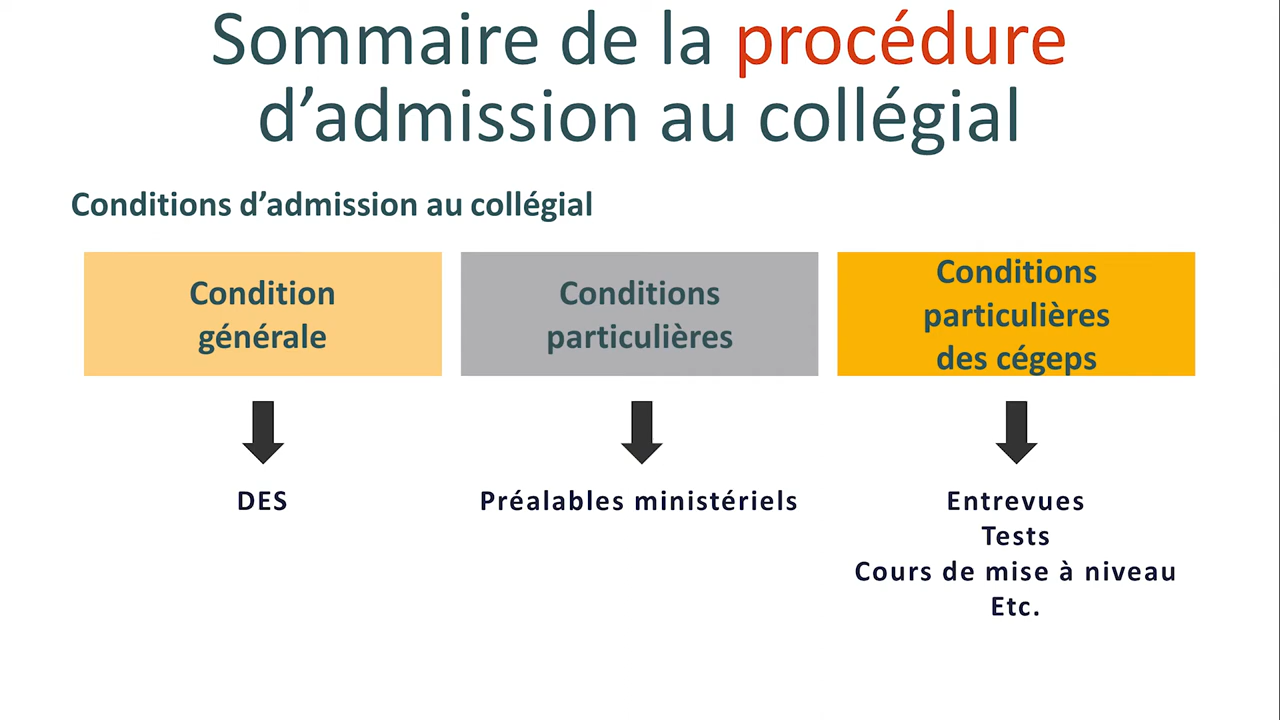 Sommaire de la procédure
d’admission au collégial
Conditions d’admission au collégial
Condition
générale
Conditions
particulières
Conditions
particulières
des cégeps
DES
Préalables ministériels
Entrevues
Tests
Cours de mise à niveau
Etc.